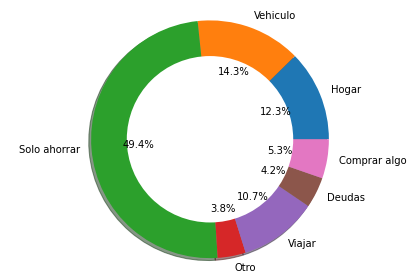 Vehiculo
14.3%
Hogar
12.3%
Solo ahorrar
49.4%
5.3%
Comprar algo
4.2%
Deudas
10.7%
3.8%
Viajar
Otro